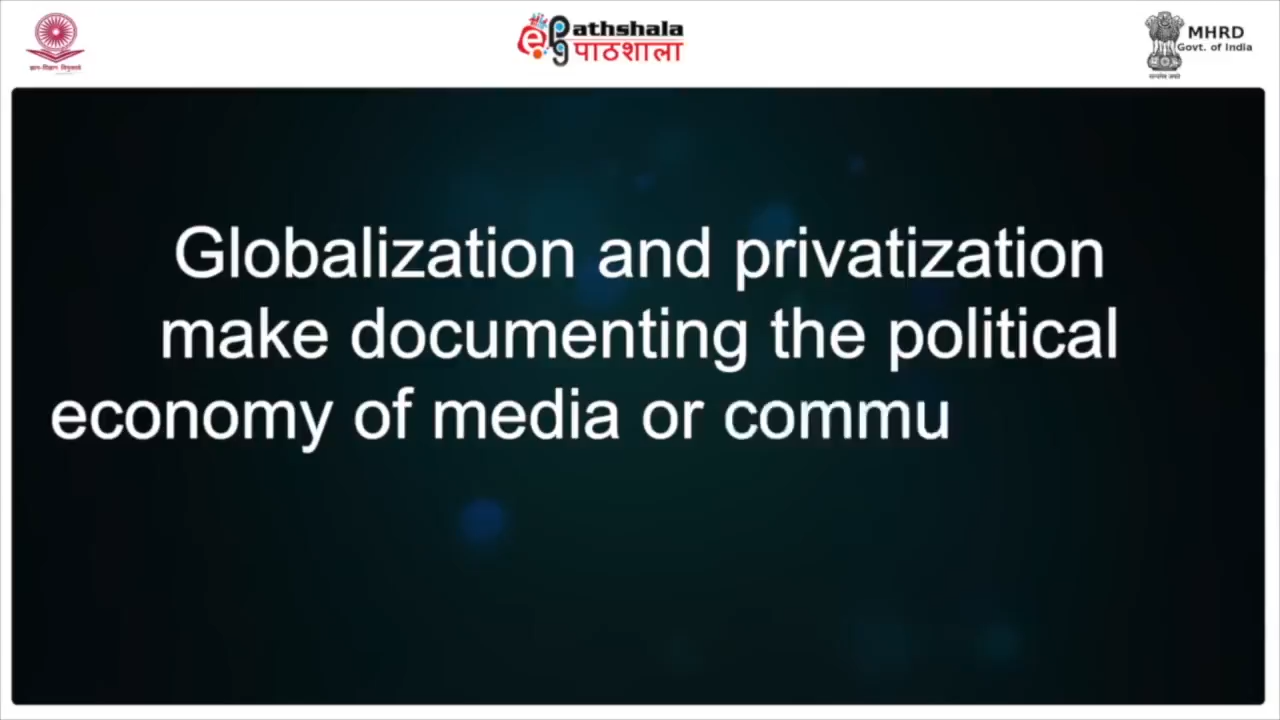 athshala
पाठशाला
MHRD
Govt. of India
Globalization and privatization
make documenting the political
economy of media or commu